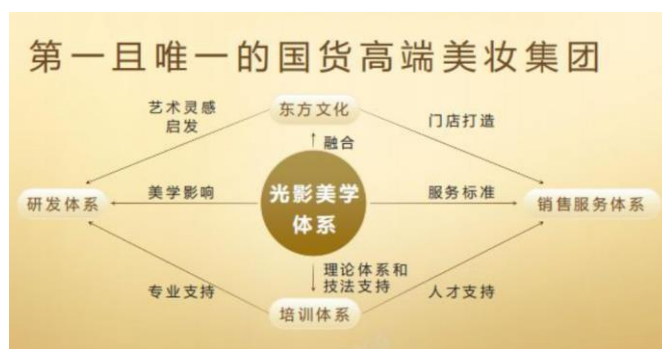 第一且唯一的国货高端美妆集团
艺术灵感
启发
东方文化
门店打造
融合
研发体系
美学影响
光影美学
体系
服务标准
销售服务体系
理论体系和
技法支持
专业支持
人才支持
培训体系